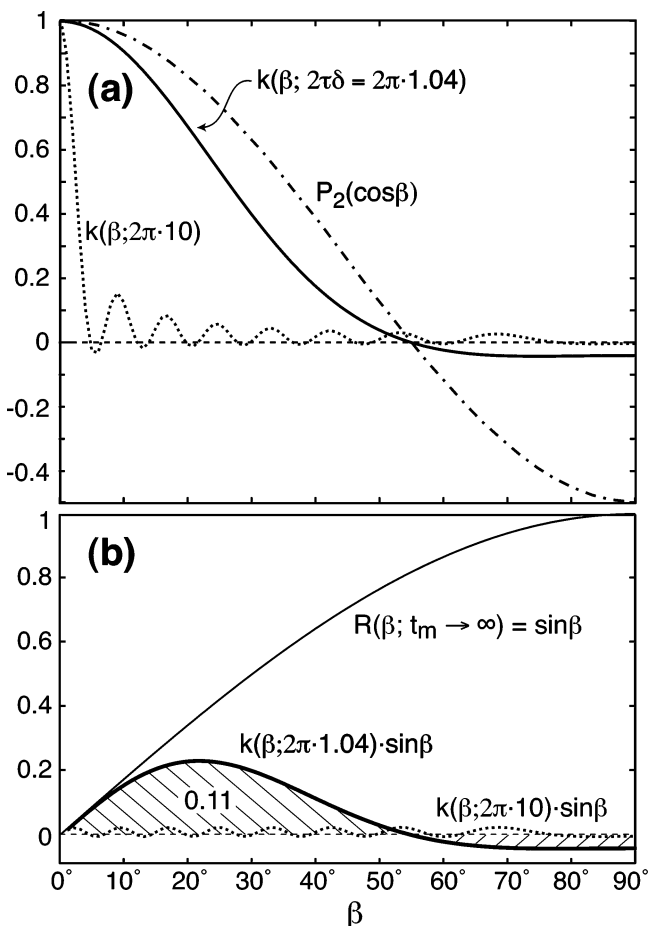 1
(a)
k(β; 2τδ = 2π·1.04)
0.8
0.6
P₂(cosβ)
0.4
k(β;2π·10)
0.2
0
-0.2
-0.4
1
(b)
0.8
R(β; tₘ → ∞) = sinβ
0.6
0.4
k(β;2π·1.04)·sinβ
0.2
0.11
k(β;2π·10)·sinβ
0
0 10˚ 20˚ 30˚ 40˚ 50˚ 60˚ 70˚ 80˚ 90˚
β